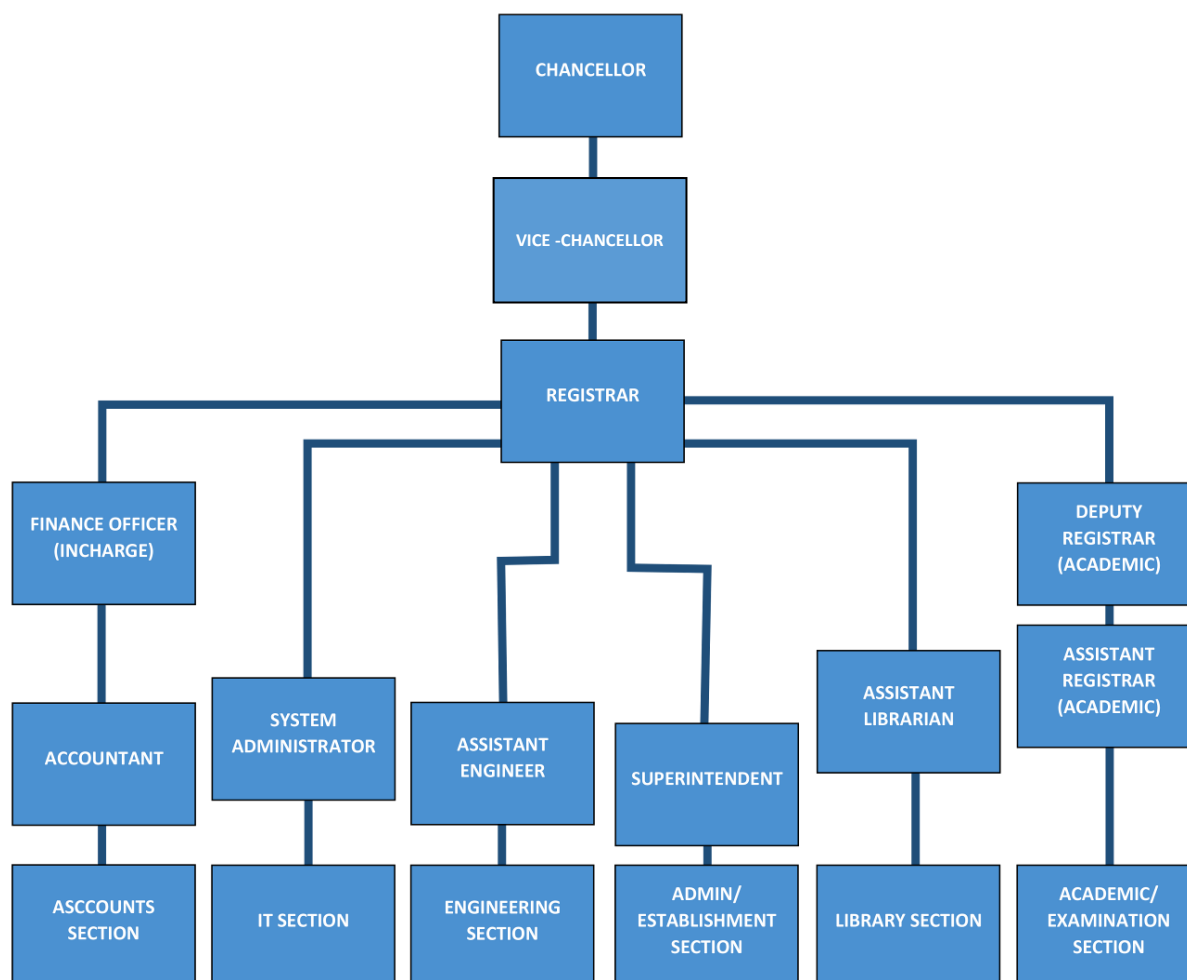 CHANCELLOR
VICE -CHANCELLOR
REGISTRAR
FINANCE OFFICER
(INCHARGE)
DEPUTY
REGISTRAR
(ACADEMIC)
ASSISTANT
REGISTRAR
(ACADEMIC)
ACCOUNTANT
SYSTEM
ADMINISTRATOR
ASSISTANT
ENGINEER
SUPERINTENDENT
ASSISTANT
LIBRARIAN
ASCCOUNTS
SECTION
IT SECTION
ENGINEERING
SECTION
ADMIN/
ESTABLISHMENT
SECTION
LIBRARY SECTION
ACADEMIC/
EXAMINATION
SECTION